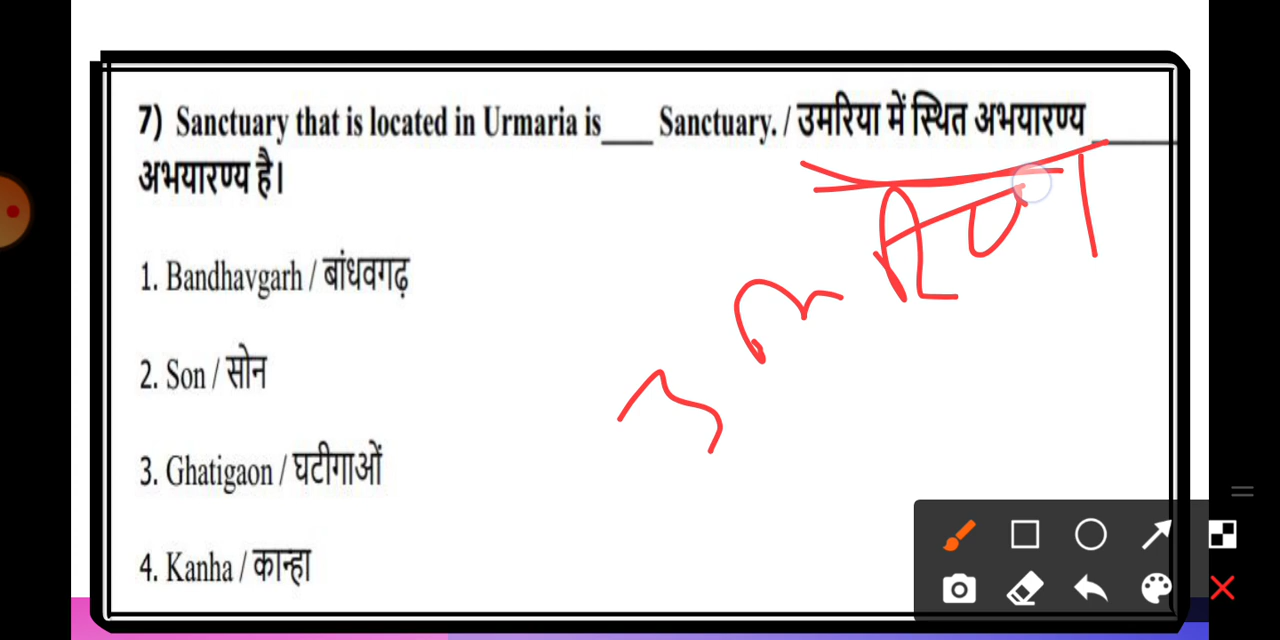 7) Sanctuary that is located in Urmaria is___ Sanctuary. / उमरिया में स्थित अभयारण्य ______
अभयारण्य है।
1. Bandhavgarh / बांधवगढ़
2. Son / सोन
3. Ghatigaon / घटीगाओं
4. Kanha / कान्हा